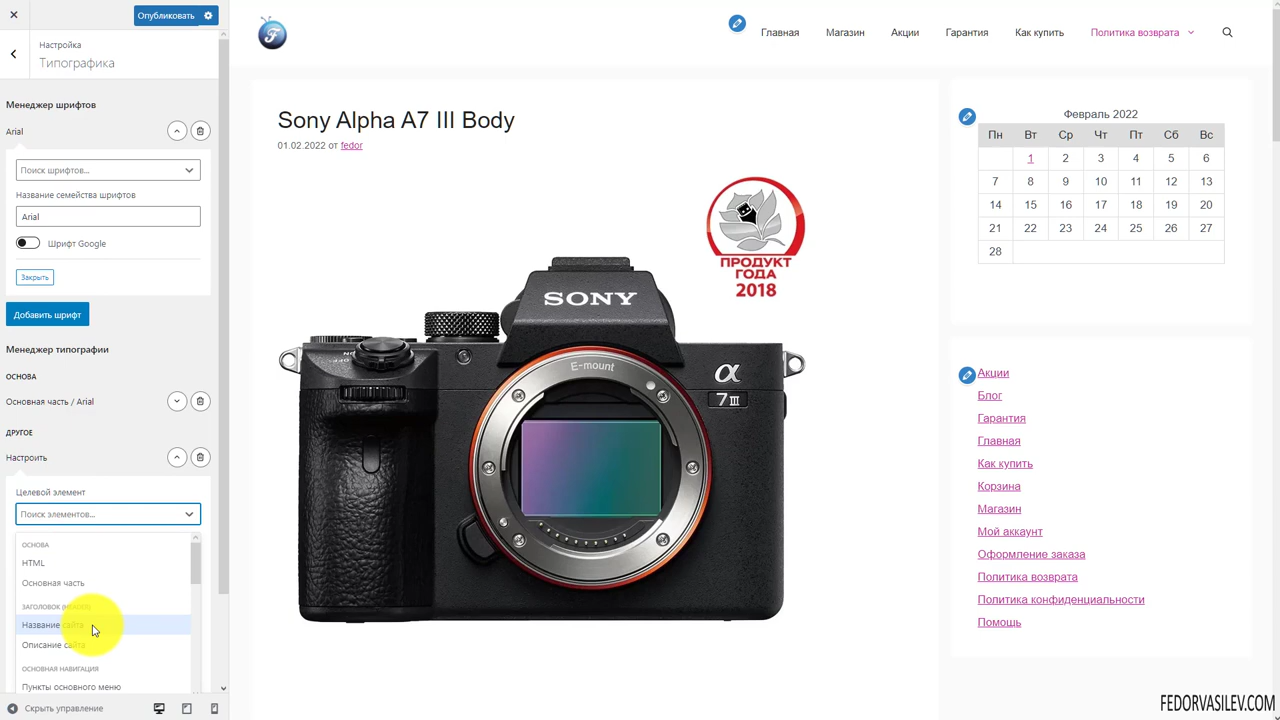 Опубликовать
Настройка
Типографика
Менеджер шрифтов
Arial
Поиск шрифтов...
Название семейства шрифтов
Arial
Шрифт Google
Закрыть
Добавить шрифт
Менеджер типографии
ОСНОВА
Основная часть / Arial
ДРУГОЕ
Настроить
Целевой элемент
Поиск элементов...
ОСНОВА
HTML
Основная часть
ЗАГОЛОВОК (HEADER)
Название сайта
Описание сайта
ОСНОВНАЯ НАВИГАЦИЯ
Пункты основного меню
Скрыть управление
F
Главная Магазин Акции Гарантия Как купить Политика возврата
Sony Alpha A7 III Body
01.02.2022 от fedor
ПРОДУКТ
ГОДА
2018
SONY
E-mount
α
7III
Февраль 2022
Пн Вт Ср Чт Пт Сб Вс
1 2 3 4 5 6
7 8 9 10 11 12 13
14 15 16 17 18 19 20
21 22 23 24 25 26 27
28
Акции
Блог
Гарантия
Главная
Как купить
Корзина
Магазин
Мой аккаунт
Оформление заказа
Политика возврата
Политика конфиденциальности
Помощь
FEDORVASILEV.COM